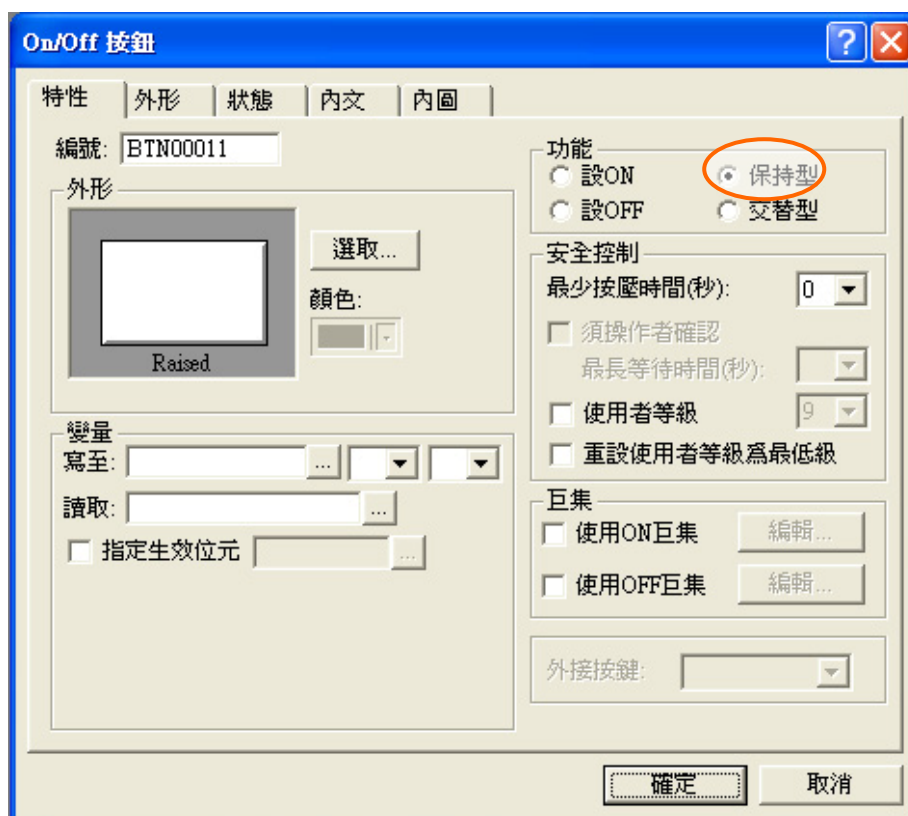 On/Off 按鈕
特性 外形 狀態 內文 內圖
編號: BTN00011
外形
Raised
選取...
顏色:
變量
寫至: ...
讀取: ...
指定生效位元 ...
功能
設ON 保持型
設OFF 交替型
安全控制
最少按壓時間(秒): 0
須操作者確認
最長等待時間(秒):
使用者等級 9
重設使用者等級爲最低級
巨集
使用ON巨集 編輯...
使用OFF巨集 編輯...
外接按鍵:
確定 取消